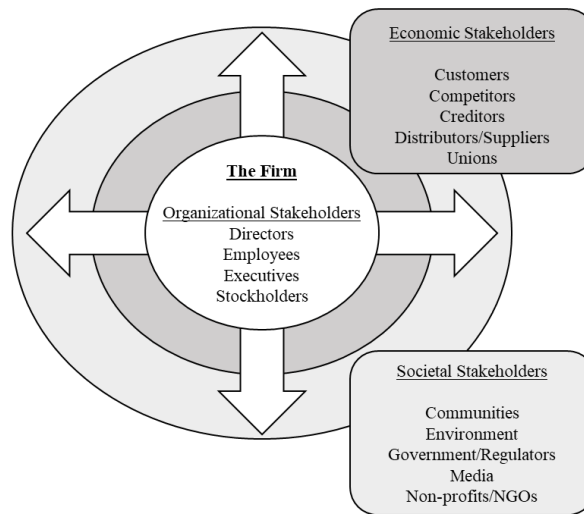 Economic Stakeholders
Customers
Competitors
Creditors
Distributors/Suppliers
Unions
The Firm
Organizational Stakeholders
Directors
Employees
Executives
Stockholders
Societal Stakeholders
Communities
Environment
Government/Regulators
Media
Non-profits/NGOs